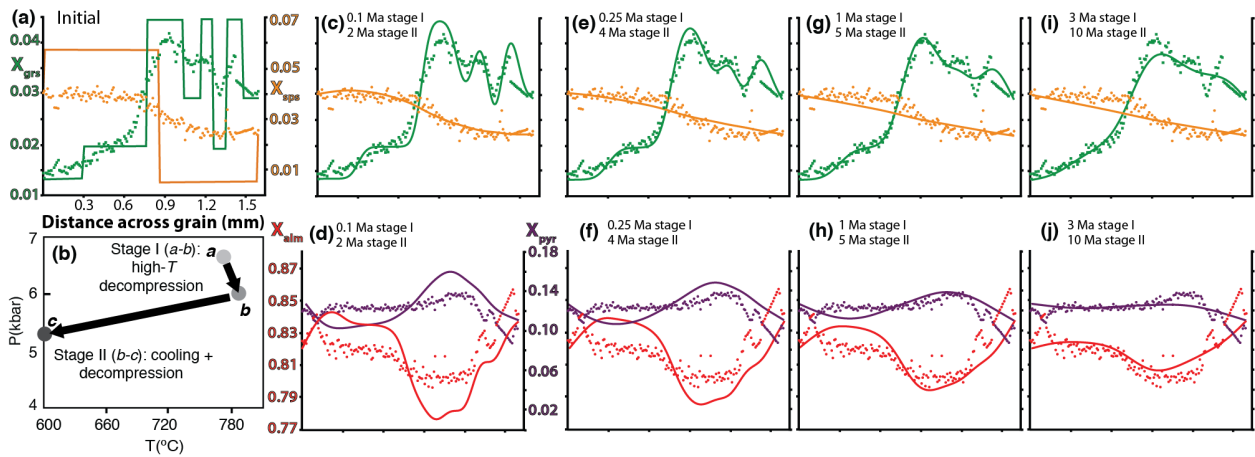 (a) Initial
0.04
0.03
0.02
0.01
Xgrs
0.07
0.05
0.03
0.01
Xsps
0.3 0.6 0.9 1.2 1.5
Distance across grain (mm)
(c) 0.1 Ma stage I
2 Ma stage II
(e) 0.25 Ma stage I
4 Ma stage II
(g) 1 Ma stage I
5 Ma stage II
(i) 3 Ma stage I
10 Ma stage II
(b)
7
6
5
4
P(kbar)
Stage I (a-b):
high-T
decompression
a
b
c
Stage II (b-c): cooling +
decompression
600 660 720 780
T(ºC)
Xalm
0.87
0.85
0.83
0.81
0.79
0.77
(d) 0.1 Ma stage I
2 Ma stage II
Xpyr
0.18
0.14
0.10
0.06
0.02
(f) 0.25 Ma stage I
4 Ma stage II
(h) 1 Ma stage I
5 Ma stage II
(j) 3 Ma stage I
10 Ma stage II